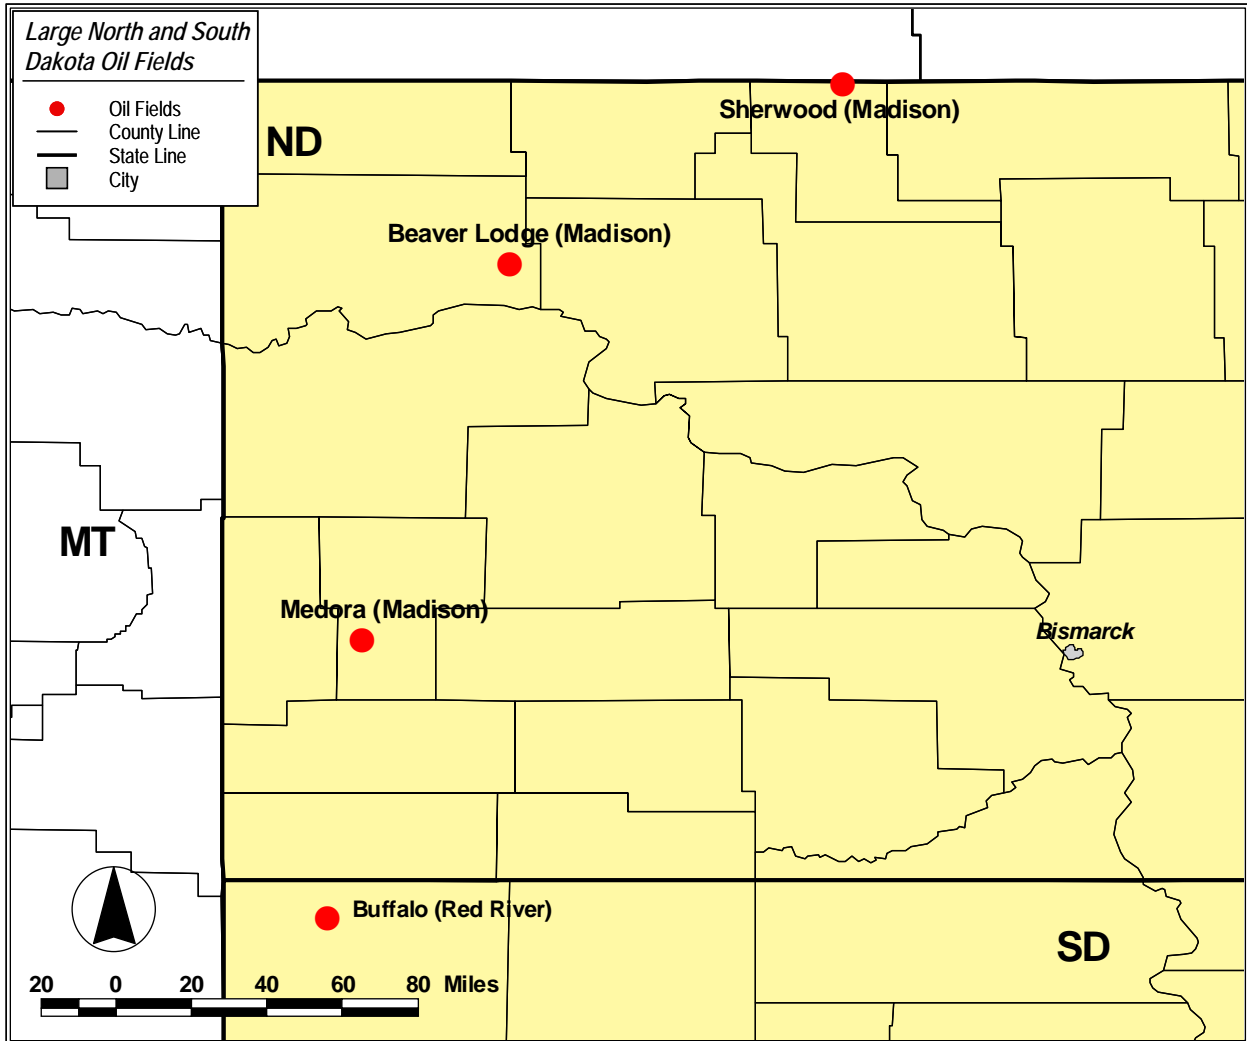 Large North and South
Dakota Oil Fields
Oil Fields
County Line
State Line
City
ND
Sherwood (Madison)
Beaver Lodge (Madison)
MT
Medora (Madison)
Bismarck
Buffalo (Red River)
SD
20 0 20 40 60 80 Miles